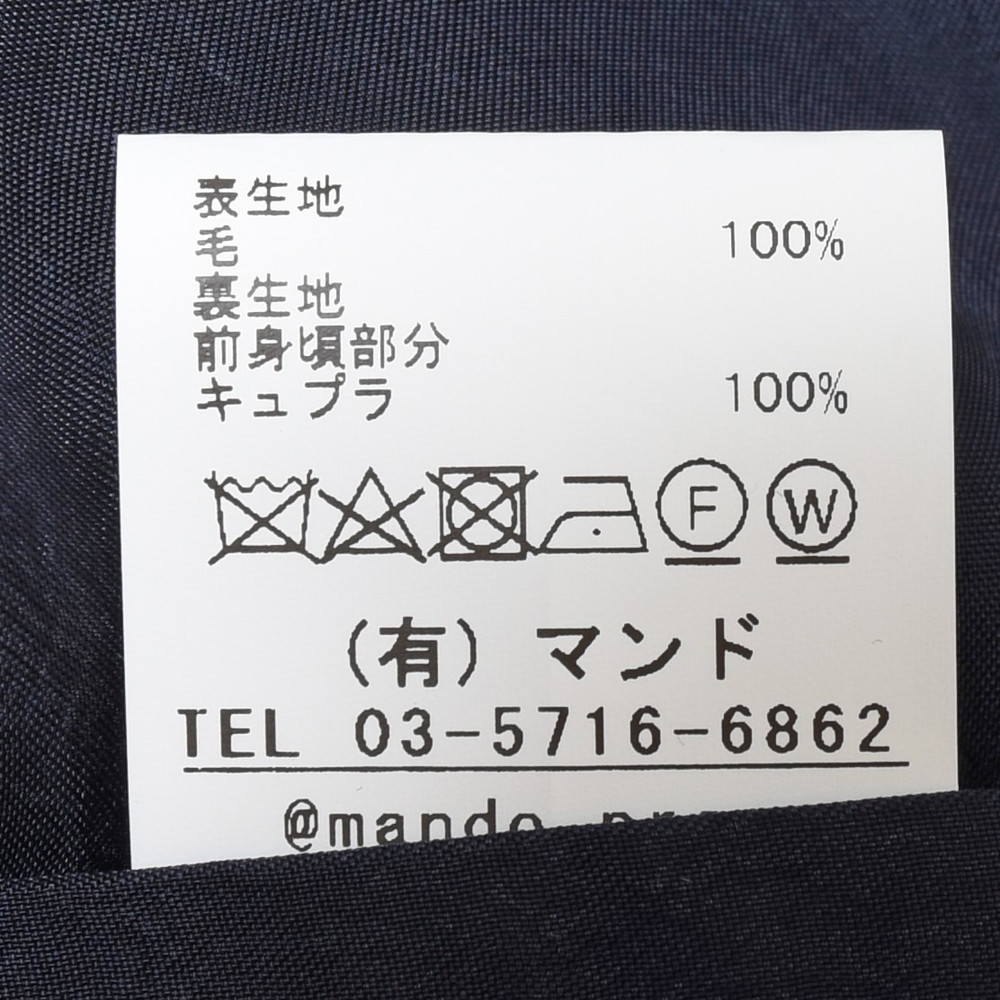 表生地
毛 100%
裏生地
前身頃部分
キュプラ 100%
F W
(有) マンド
TEL 03-5716-6862
@mando